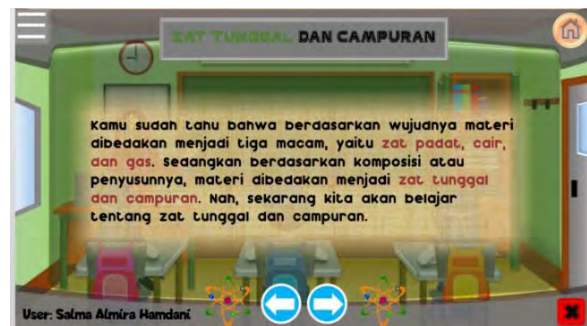 ZAT TUNGGAL DAN CAMPURAN
Kamu sudah tahu bahwa berdasarkan wujudnya materi
dibedakan menjadi tiga macam, yaitu zat padat, cair,
dan gas. Sedangkan berdasarkan komposisi atau
penyusunnya, materi dibedakan menjadi zat tunggal
dan campuran. Nah, sekarang kita akan belajar
tentang zat tunggal dan campuran.
User: Salma Almira Hamdani